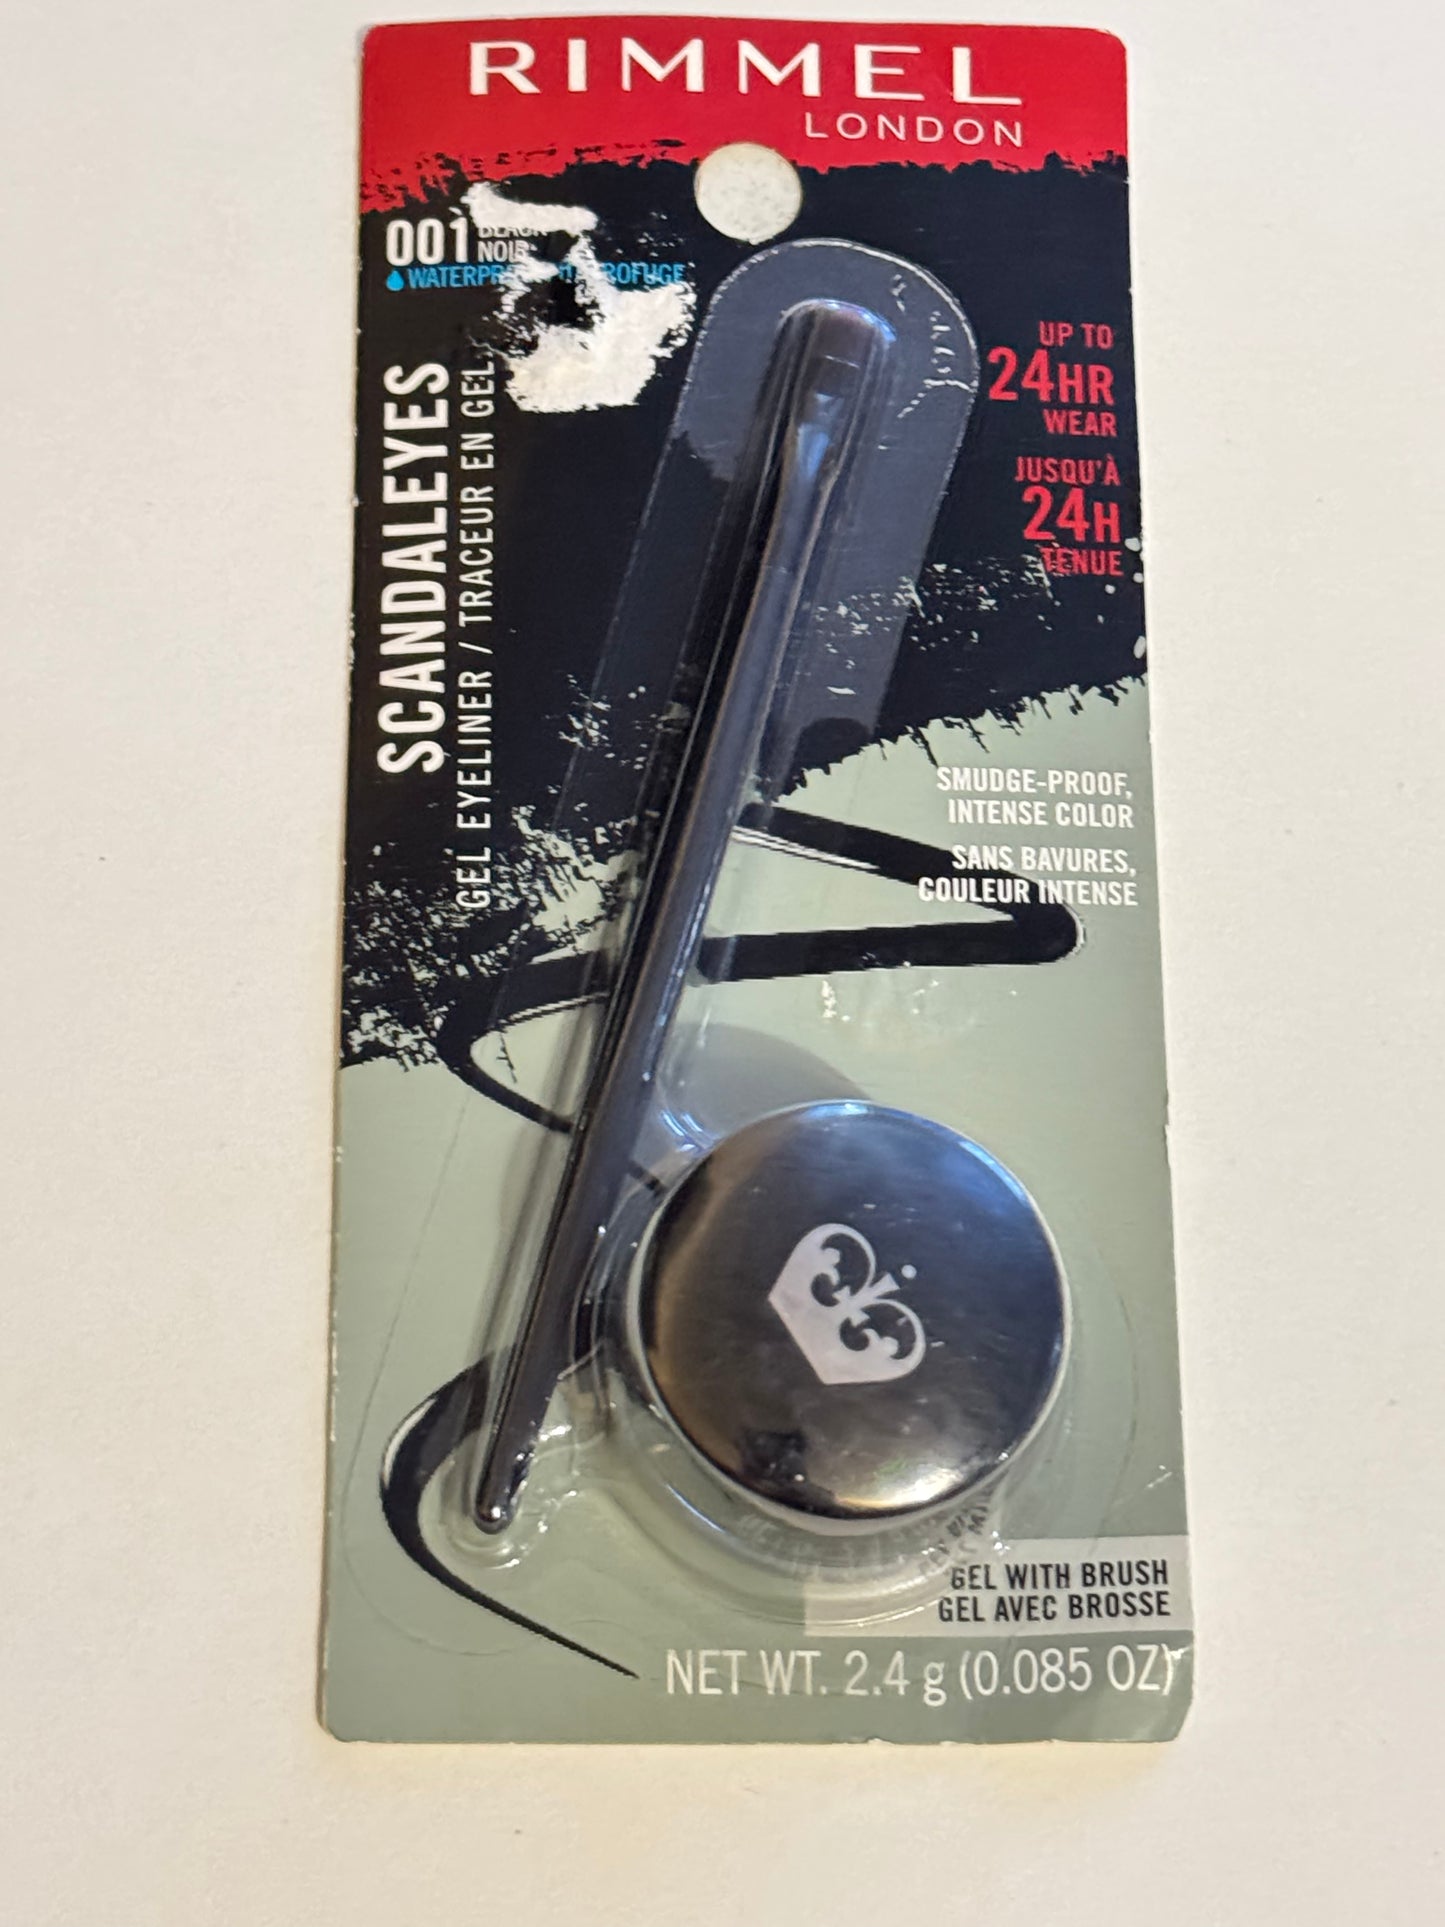 RIMMEL
LONDON
001 BLACK
NOIR
WATERPROOF
UP TO
24HR
WEAR
JUSQU'À
24H
TENUE
SCANDALEYES
GEL EYELINER / TRACEUR EN GEL
SMUDGE-PROOF,
INTENSE COLOR
SANS BAVURES,
COULEUR INTENSE
GEL WITH BRUSH
GEL AVEC BROSSE
NET WT. 2.4 g (0.085 OZ)